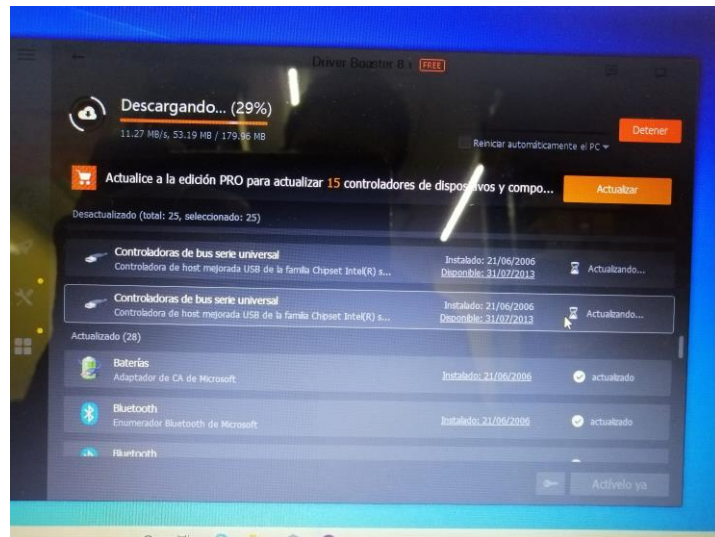 Driver Booster 8.1 FREE
Descargando... (29%)
11.27 MB/s, 53.19 MB / 179.96 MB
Reiniciar automáticamente el PC
Detener
Actualice a la edición PRO para actualizar 15 controladores de dispositivos y compo...
Actualizar
Desactualizado (total: 25, seleccionado: 25)
Controladoras de bus serie universal
Controladora de host mejorada USB de la familia Chipset Intel(R) s...
Instalado: 21/06/2006
Disponible: 31/07/2013
Actualizando...
Controladoras de bus serie universal
Controladora de host mejorada USB de la familia Chipset Intel(R) s...
Instalado: 21/06/2006
Disponible: 31/07/2013
Actualizando...
Actualizado (28)
Baterías
Adaptador de CA de Microsoft
Instalado: 21/06/2006
actualizado
Bluetooth
Enumerador Bluetooth de Microsoft
Instalado: 21/06/2006
actualizado
Bluetooth
Actívelo ya